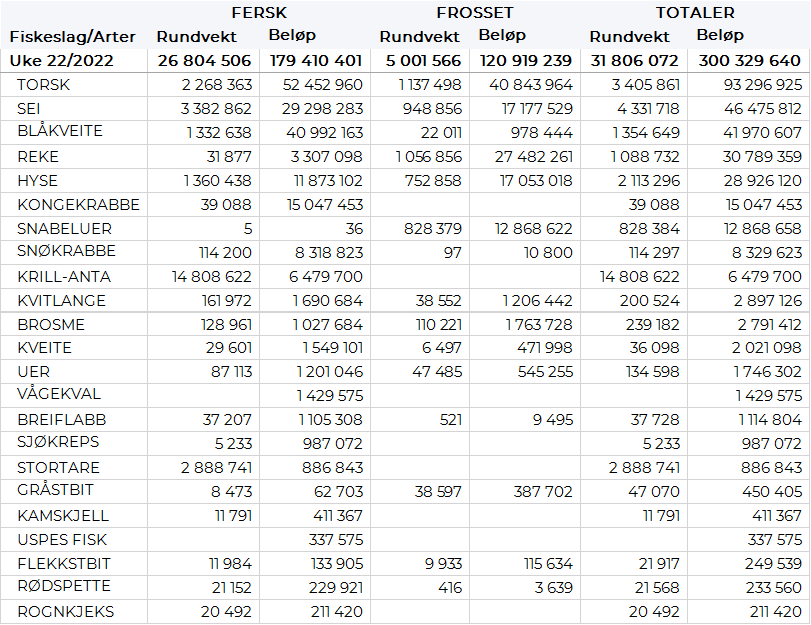 FERSK FROSSET TOTALER
Fiskeslag/Arter Rundvekt Beløp Rundvekt Beløp Rundvekt Beløp
Uke 22/2022 26 804 506 179 410 401 5 001 566 120 919 239 31 806 072 300 329 640
TORSK 2 268 363 52 452 960 1 137 498 40 843 964 3 405 861 93 296 925
SEI 3 382 862 29 298 283 948 856 17 177 529 4 331 718 46 475 812
BLÅKVEITE 1 332 638 40 992 163 22 011 978 444 1 354 649 41 970 607
REKE 31 877 3 307 098 1 056 856 27 482 261 1 088 732 30 789 359
HYSE 1 360 438 11 873 102 752 858 17 053 018 2 113 296 28 926 120
KONGEKRABBE 39 088 15 047 453 39 088 15 047 453
SNABELUER 5 36 828 379 12 868 622 828 384 12 868 658
SNØKRABBE 114 200 8 318 823 97 10 800 114 297 8 329 623
KRILL-ANTA 14 808 622 6 479 700 14 808 622 6 479 700
KVITLANGE 161 972 1 690 684 38 552 1 206 442 200 524 2 897 126
BROSME 128 961 1 027 684 110 221 1 763 728 239 182 2 791 412
KVEITE 29 601 1 549 101 6 497 471 998 36 098 2 021 098
UER 87 113 1 201 046 47 485 545 255 134 598 1 746 302
VÅGEKVAL 1 429 575 1 429 575
BREIFLABB 37 207 1 105 308 521 9 495 37 728 1 114 804
SJØKREPS 5 233 987 072 5 233 987 072
STORTARE 2 888 741 886 843 2 888 741 886 843
GRÅSTBIT 8 473 62 703 38 597 387 702 47 070 450 405
KAMSKJELL 11 791 411 367 11 791 411 367
USPES FISK 337 575 337 575
FLEKKSTBIT 11 984 133 905 9 933 115 634 21 917 249 539
RØDSPETTE 21 152 229 921 416 3 639 21 568 233 560
ROGNKJEKS 20 492 211 420 20 492 211 420